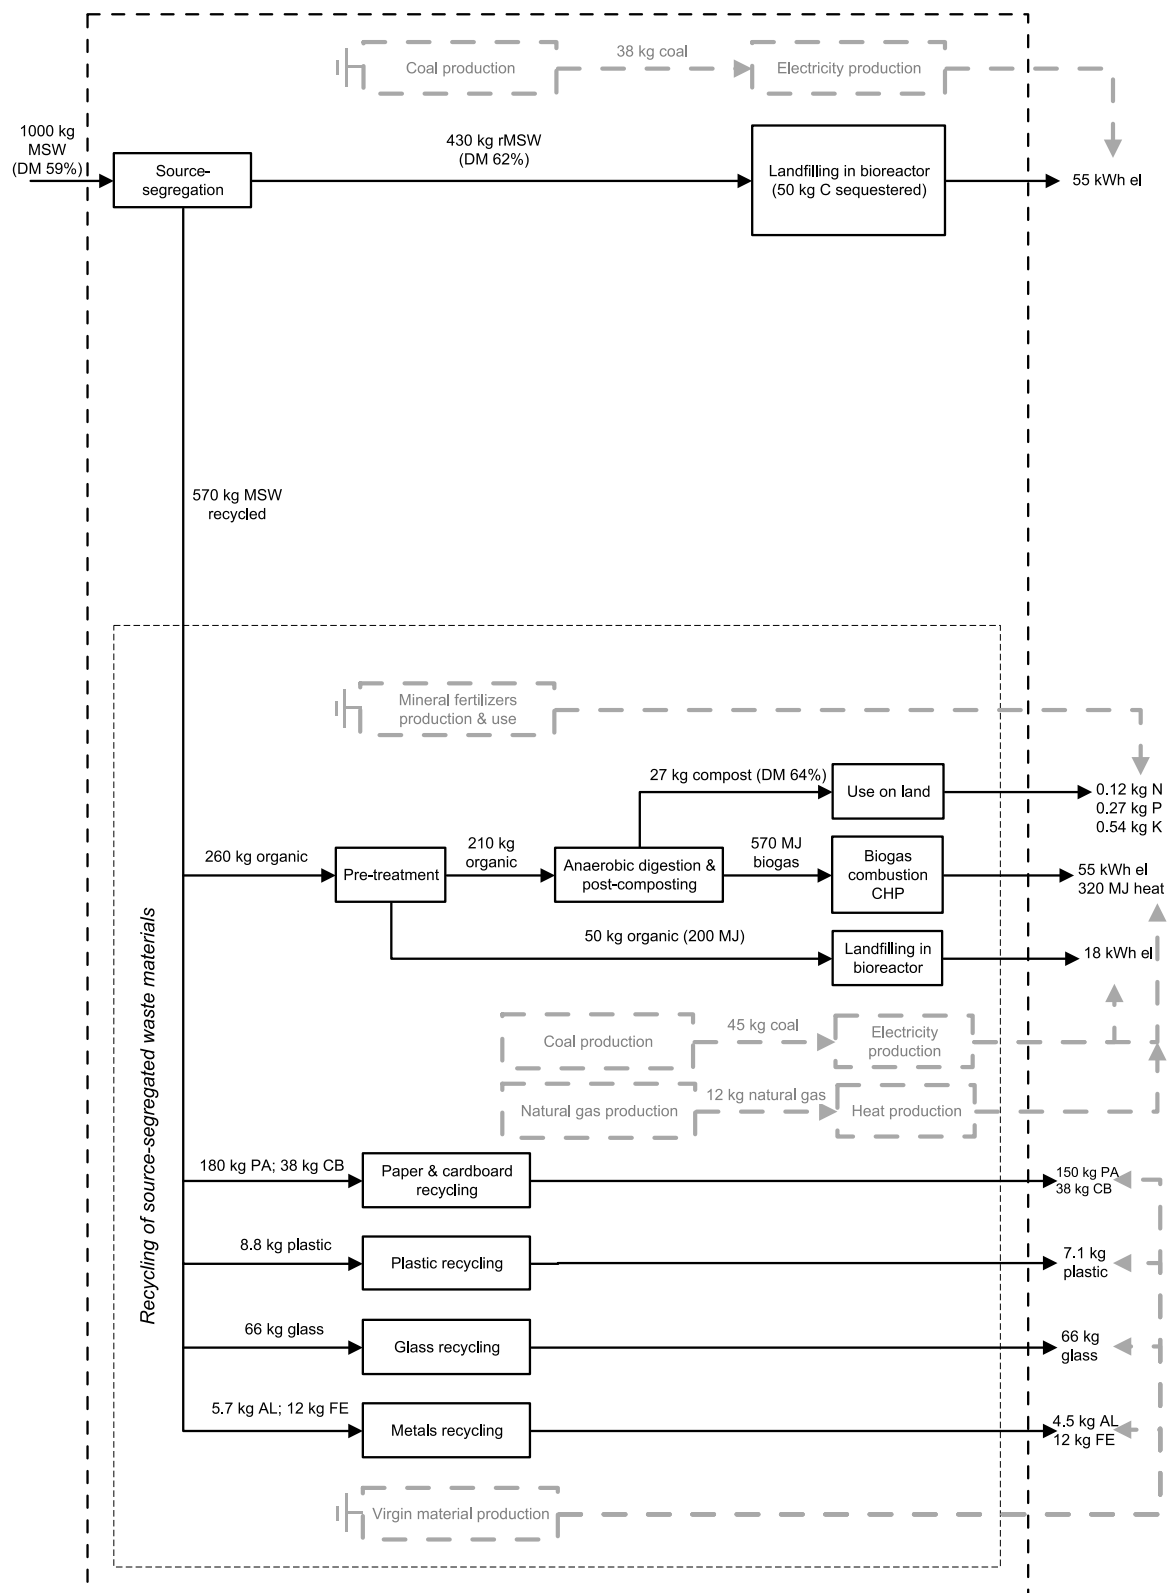 Coal production
38 kg coal
Electricity production
1000 kg
MSW
(DM 59%)
Source-
segregation
430 kg rMSW
(DM 62%)
Landfilling in bioreactor
(50 kg C sequestered)
55 kWh el
570 kg MSW
recycled
Recycling of source-segregated waste materials
Mineral fertilizers
production & use
27 kg compost (DM 64%)
Use on land
0.12 kg N
0.27 kg P
0.54 kg K
260 kg organic
Pre-treatment
210 kg
organic
Anaerobic digestion &
post-composting
570 MJ
biogas
Biogas
combustion
CHP
55 kWh el
320 MJ heat
50 kg organic (200 MJ)
Landfilling in
bioreactor
18 kWh el
Coal production
45 kg coal
Electricity
production
Natural gas production
12 kg natural gas
Heat production
180 kg PA; 38 kg CB
Paper & cardboard
recycling
150 kg PA
38 kg CB
8.8 kg plastic
Plastic recycling
7.1 kg
plastic
66 kg glass
Glass recycling
66 kg
glass
5.7 kg AL; 12 kg FE
Metals recycling
4.5 kg AL
12 kg FE
Virgin material production